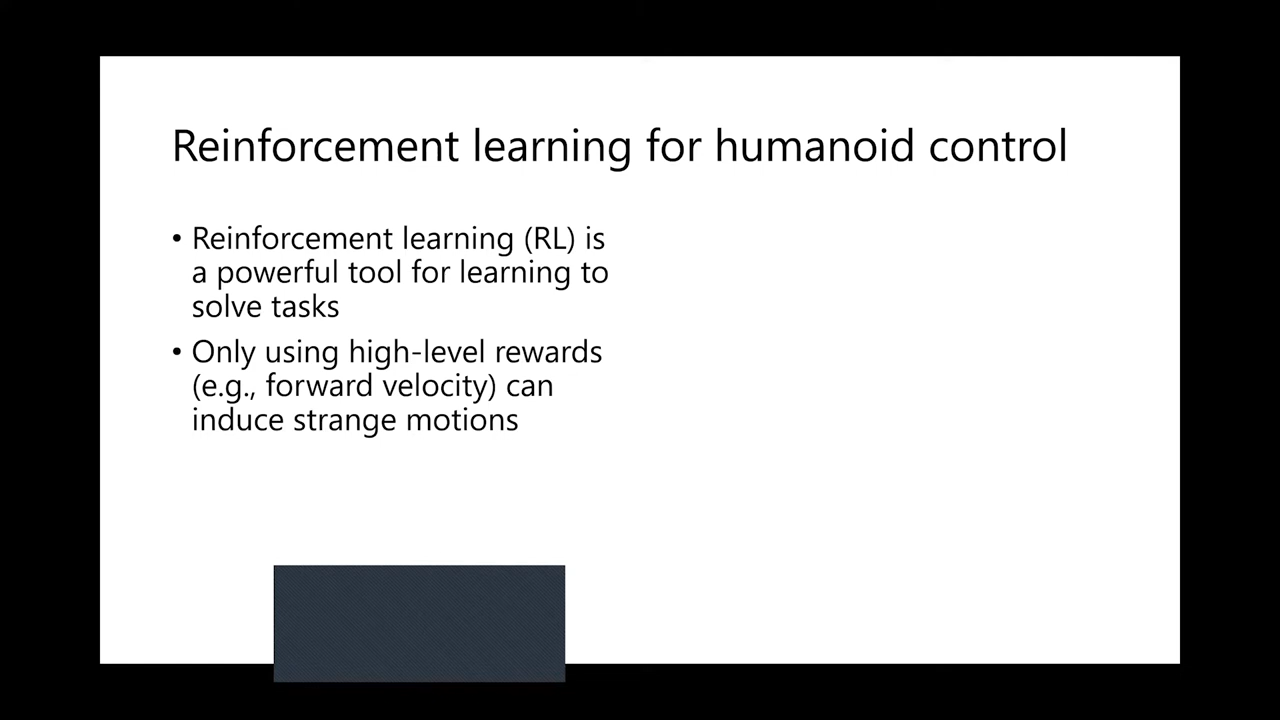 Reinforcement learning for humanoid control
• Reinforcement learning (RL) is
a powerful tool for learning to
solve tasks
• Only using high-level rewards
(e.g., forward velocity) can
induce strange motions